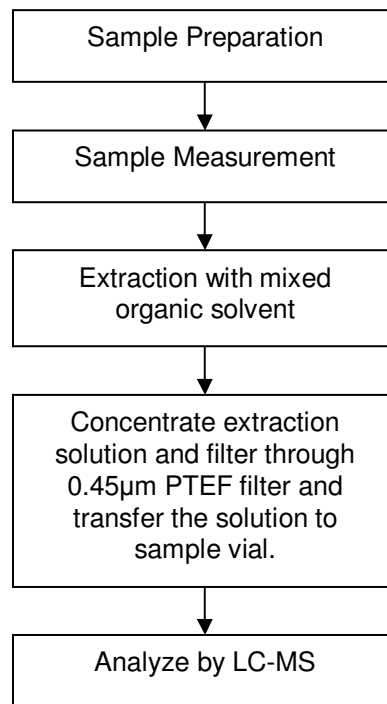 Sample Preparation
Sample Measurement
Extraction with mixed
organic solvent
Concentrate extraction
solution and filter through
0.45µm PTEF filter and
transfer the solution to
sample vial.
Analyze by LC-MS